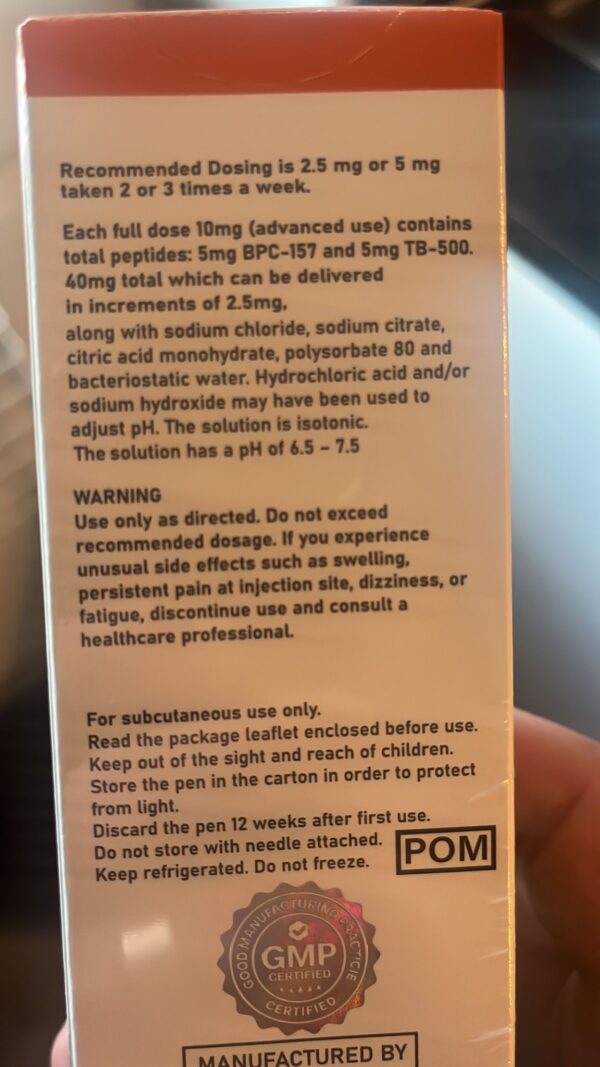 Recommended Dosing is 2.5 mg or 5 mg
taken 2 or 3 times a week.
Each full dose 10mg (advanced use) contains
total peptides: 5mg BPC-157 and 5mg TB-500.
40mg total which can be delivered
in increments of 2.5mg,
along with sodium chloride, sodium citrate,
citric acid monohydrate, polysorbate 80 and
bacteriostatic water. Hydrochloric acid and/or
sodium hydroxide may have been used to
adjust pH. The solution is isotonic.
The solution has a pH of 6.5 – 7.5
WARNING
Use only as directed. Do not exceed
recommended dosage. If you experience
unusual side effects such as swelling,
persistent pain at injection site, dizziness, or
fatigue, discontinue use and consult a
healthcare professional.
For subcutaneous use only.
Read the package leaflet enclosed before use.
Keep out of the sight and reach of children.
Store the pen in the carton in order to protect
from light.
Discard the pen 12 weeks after first use.
Do not store with needle attached.
Keep refrigerated. Do not freeze.
POM
GOOD MANUFACTURING PRACTICIE
GMP
CERTIFIED
CERTIFIED
MANUFACTURED BY